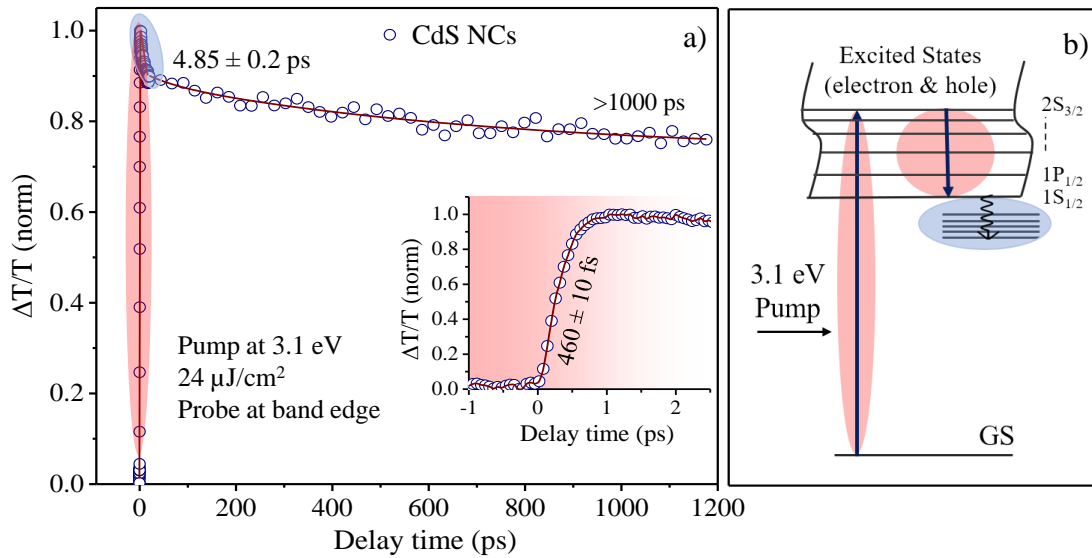 CdS NCs
a)
4.85 ± 0.2 ps
>1000 ps
Pump at 3.1 eV
24 µJ/cm²
Probe at band edge
ΔT/T (norm)
1.0
0.8
0.6
0.4
0.2
0.0
0 200 400 600 800 1000 1200
Delay time (ps)
460 ± 10 fs
ΔT/T (norm)
1.0
0.8
0.6
0.4
0.2
0.0
-1 0 1 2
Delay time (ps)
b)
Excited States
(electron & hole)
2S3/2
1P1/2
1S1/2
3.1 eV
Pump
GS